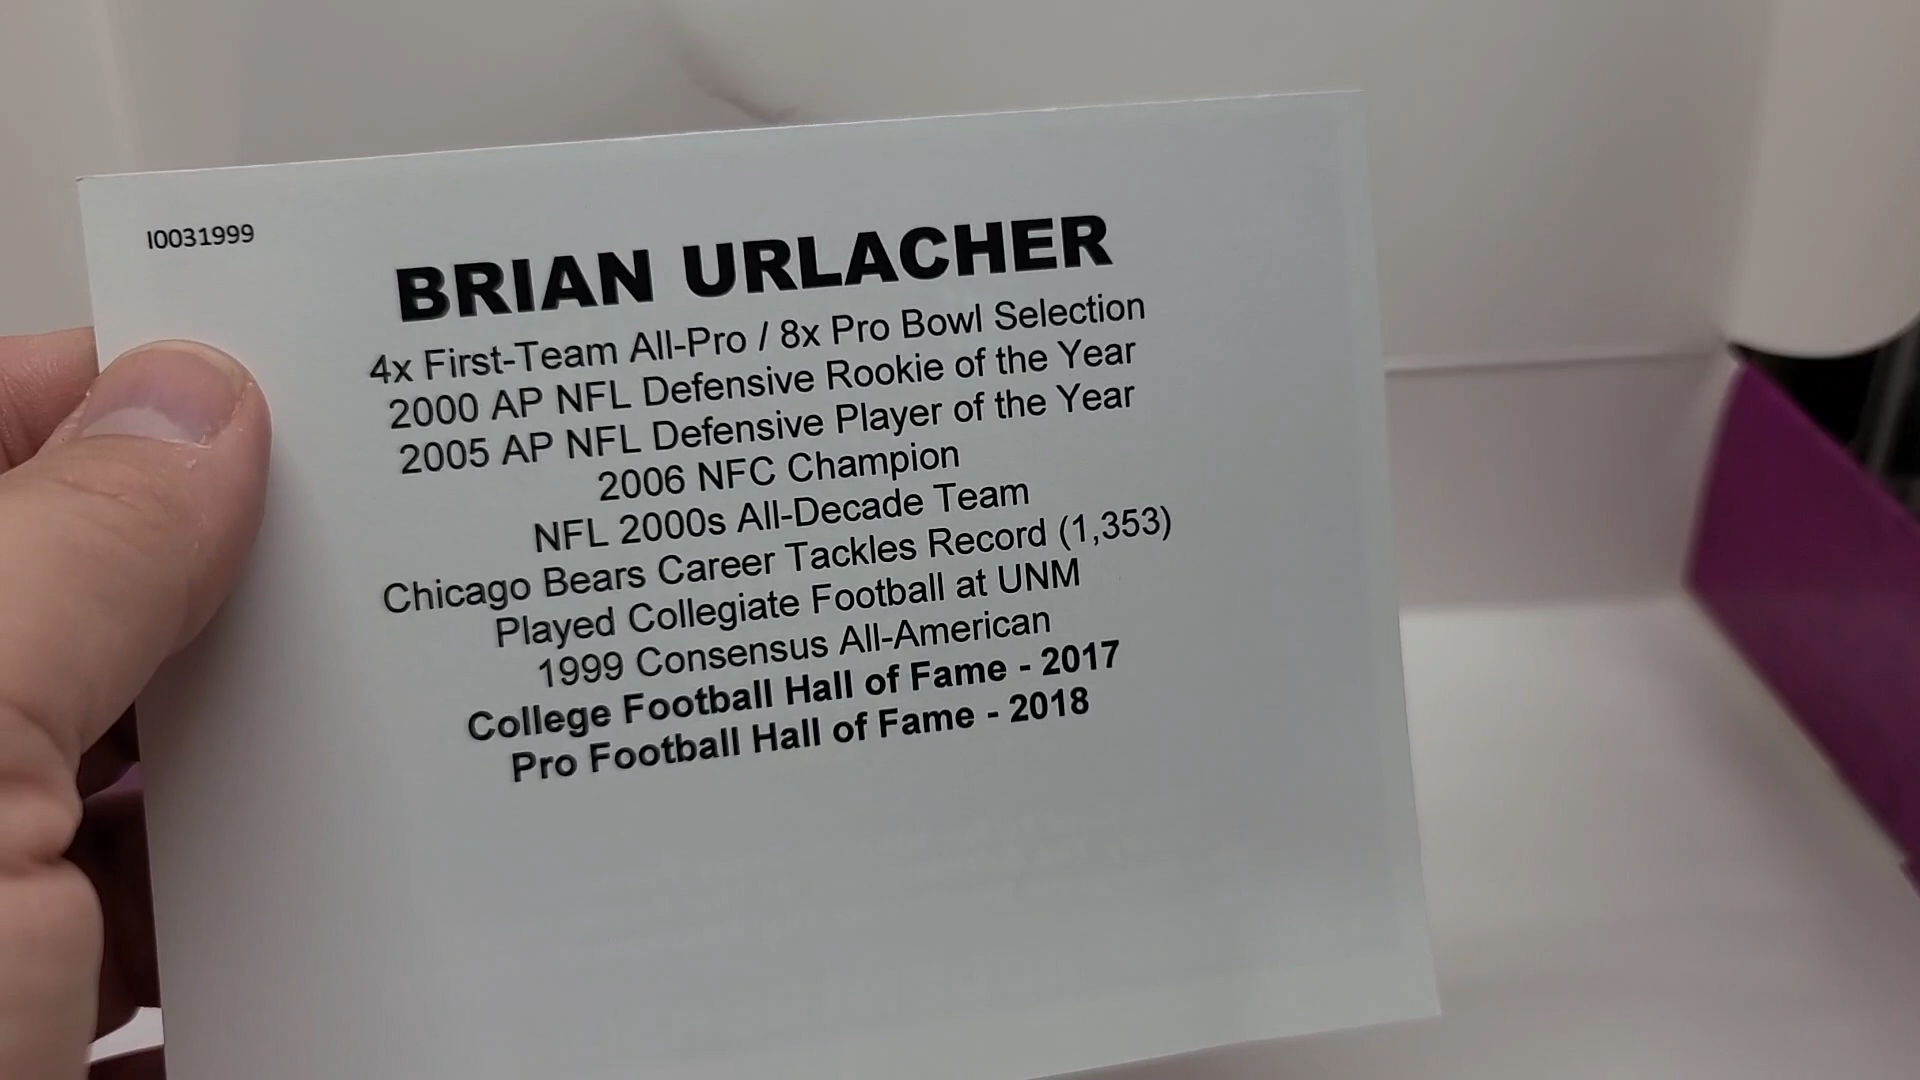 I0031999
BRIAN URLACHER
4x First-Team All-Pro / 8x Pro Bowl Selection
2000 AP NFL Defensive Rookie of the Year
2005 AP NFL Defensive Player of the Year
2006 NFC Champion
NFL 2000s All-Decade Team
Chicago Bears Career Tackles Record (1,353)
Played Collegiate Football at UNM
1999 Consensus All-American
College Football Hall of Fame - 2017
Pro Football Hall of Fame - 2018